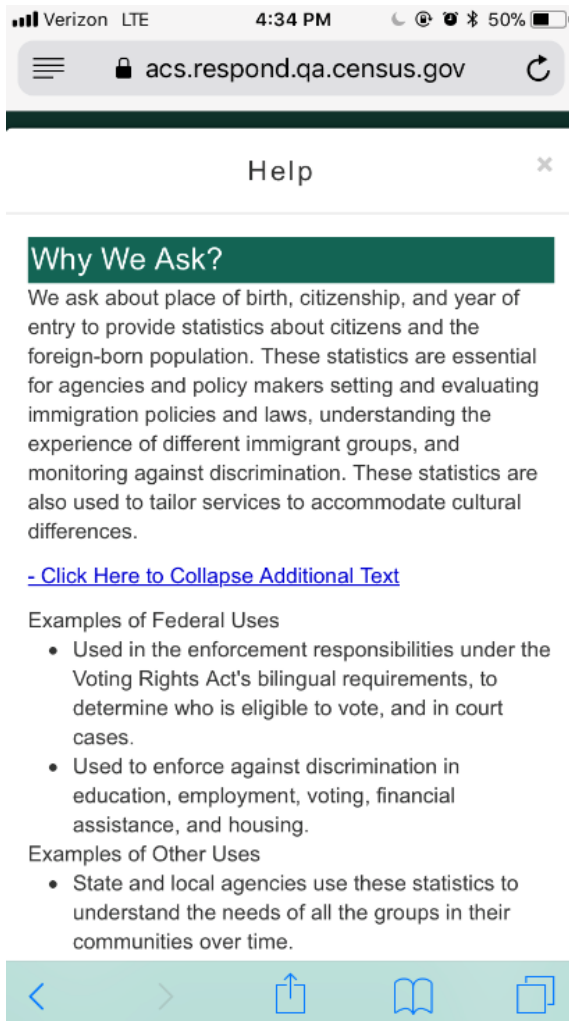 Verizon LTE 4:34 PM 50%
acs.respond.qa.census.gov
Help ×
Why We Ask?
We ask about place of birth, citizenship, and year of
entry to provide statistics about citizens and the
foreign-born population. These statistics are essential
for agencies and policy makers setting and evaluating
immigration policies and laws, understanding the
experience of different immigrant groups, and
monitoring against discrimination. These statistics are
also used to tailor services to accommodate cultural
differences.
- Click Here to Collapse Additional Text
Examples of Federal Uses
• Used in the enforcement responsibilities under the
Voting Rights Act's bilingual requirements, to
determine who is eligible to vote, and in court
cases.
• Used to enforce against discrimination in
education, employment, voting, financial
assistance, and housing.
Examples of Other Uses
• State and local agencies use these statistics to
understand the needs of all the groups in their
communities over time.